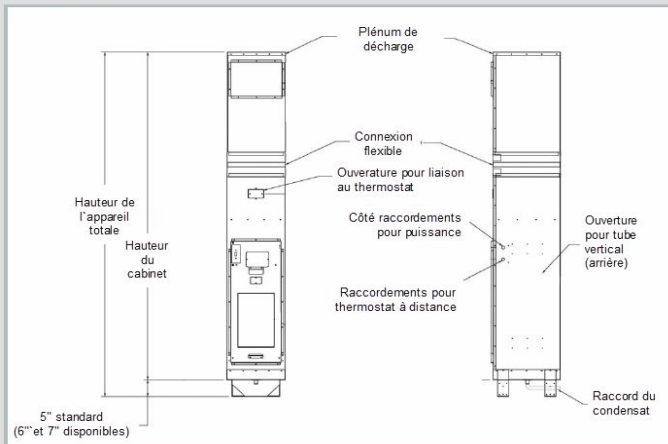 Plénum de
décharge
Connexion
flexible
Ouverature pour liaison
au thermostat
Hauteur de
l`appareil
totale
Hauteur
du
cabinet
Côté raccordements
pour puissance
Ouverture
pour tube
vertical
(arrière)
Raccordements pour
thermostat à distance
Raccord du
condensat
5" standard
(6"`et 7" disponibles)